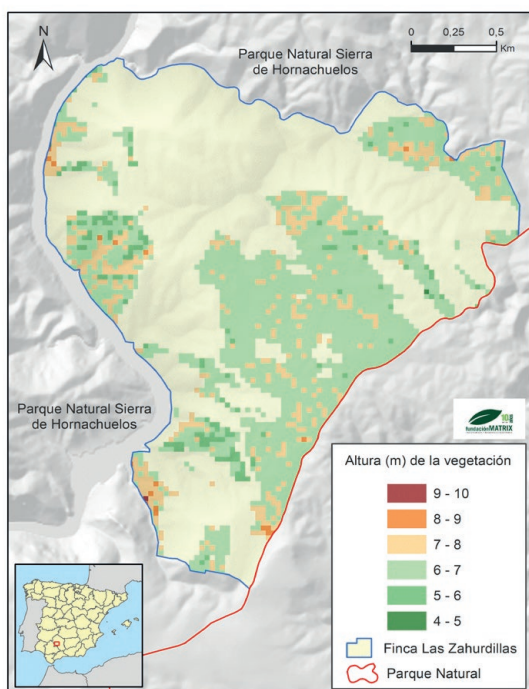 N
Parque Natural Sierra
de Hornachuelos
0 0,25 0,5
Km
Parque Natural Sierra
de Hornachuelos
fundaciónMATRIX
Altura (m) de la vegetación
9 - 10
8 - 9
7 - 8
6 - 7
5 - 6
4 - 5
Finca Las Zahurdillas
Parque Natural